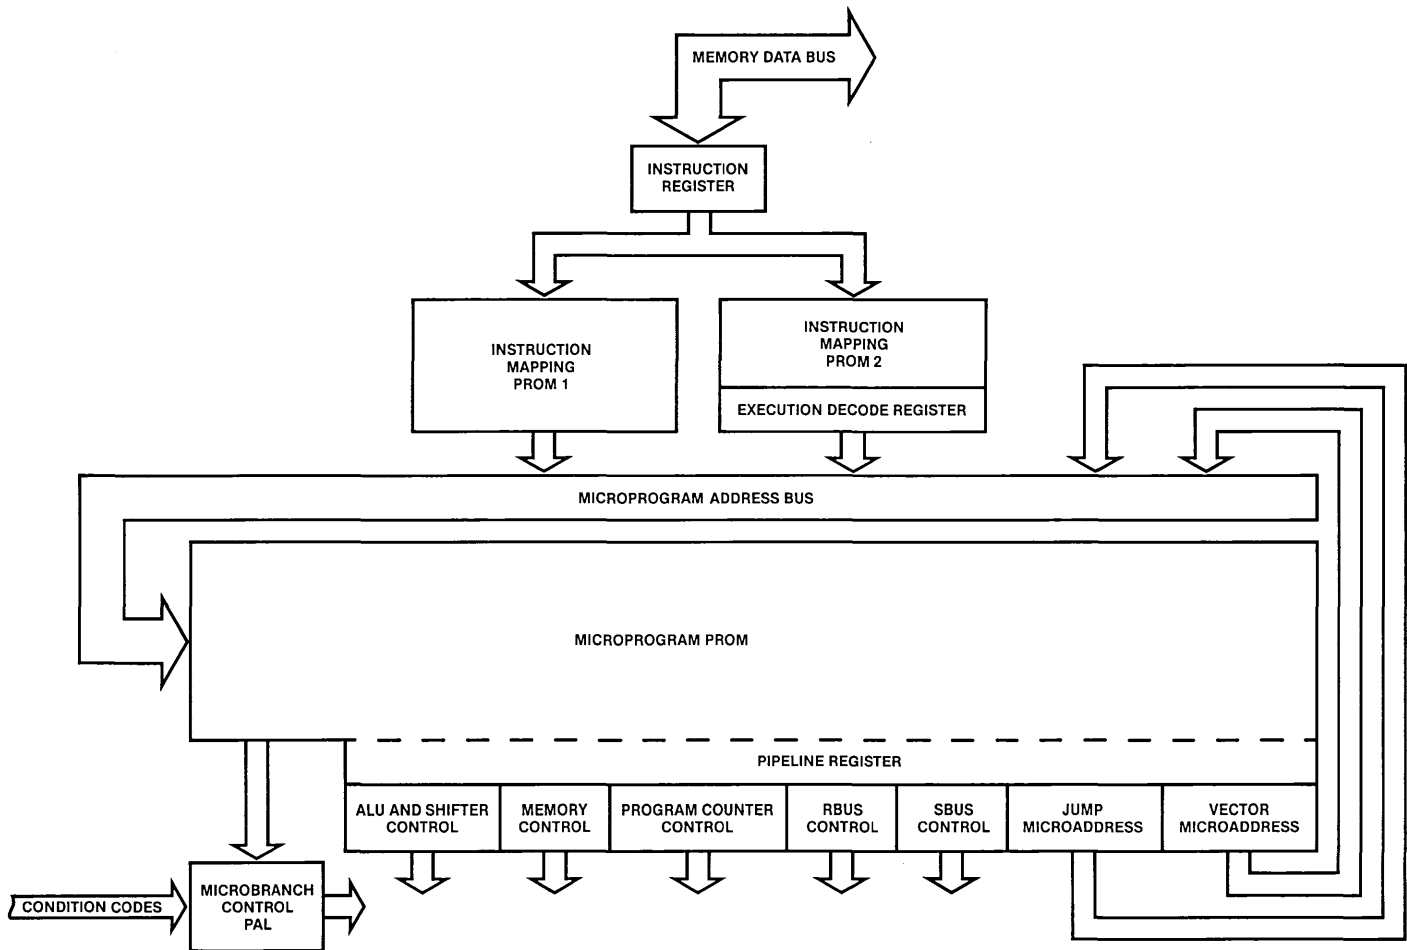 MEMORY DATA BUS
INSTRUCTION
REGISTER
INSTRUCTION
MAPPING
PROM 1
INSTRUCTION
MAPPING
PROM 2
EXECUTION DECODE REGISTER
MICROPROGRAM ADDRESS BUS
MICROPROGRAM PROM
PIPELINE REGISTER
ALU AND SHIFTER
CONTROL
MEMORY
CONTROL
PROGRAM COUNTER
CONTROL
RBUS
CONTROL
SBUS
CONTROL
JUMP
MICROADDRESS
VECTOR
MICROADDRESS
CONDITION CODES
MICROBRANCH
CONTROL
PAL